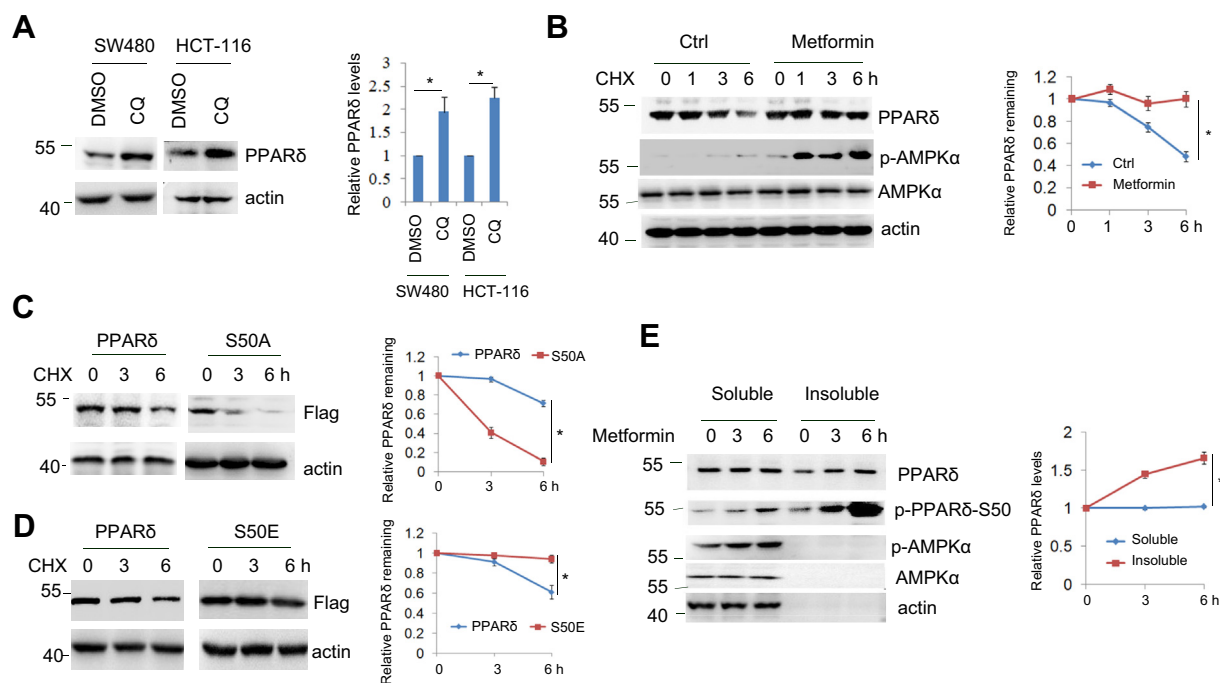 A
SW480 HCT-116
DMSO CQ DMSO CQ
55
PPARδ
40
actin
Relative PPARδ levels
3
2.5
2
1.5
1
0.5
0
* *
DMSO CQ DMSO CQ
SW480 HCT-116
B
Ctrl Metformin
CHX 0 1 3 6 0 1 3 6 h
55
PPARδ
p-AMPKα
55
AMPKα
55
actin
40
Relative PPARδ remaining
1.2
1
0.8
0.6
0.4
0.2
0
Ctrl
Metformin
*
0 1 3 6 h
C
PPARδ S50A
CHX 0 3 6 0 3 6 h
55
Flag
40
actin
Relative PPARδ remaining
1.2
1
0.8
0.6
0.4
0.2
0
PPARδ S50A
*
0 3 6 h
D
PPARδ S50E
CHX 0 3 6 0 3 6 h
55
Flag
40
actin
Relative PPARδ remaining
1.2
1
0.8
0.6
0.4
0.2
0
PPARδ S50E
*
0 3 6 h
E
Soluble Insoluble
Metformin 0 3 6 0 3 6 h
55
PPARδ
55
p-PPARδ-S50
p-AMPKα
55
AMPKα
55
actin
40
Relative PPARδ levels
2
1.5
1
0.5
0
Soluble
Insoluble
*
0 3 6 h